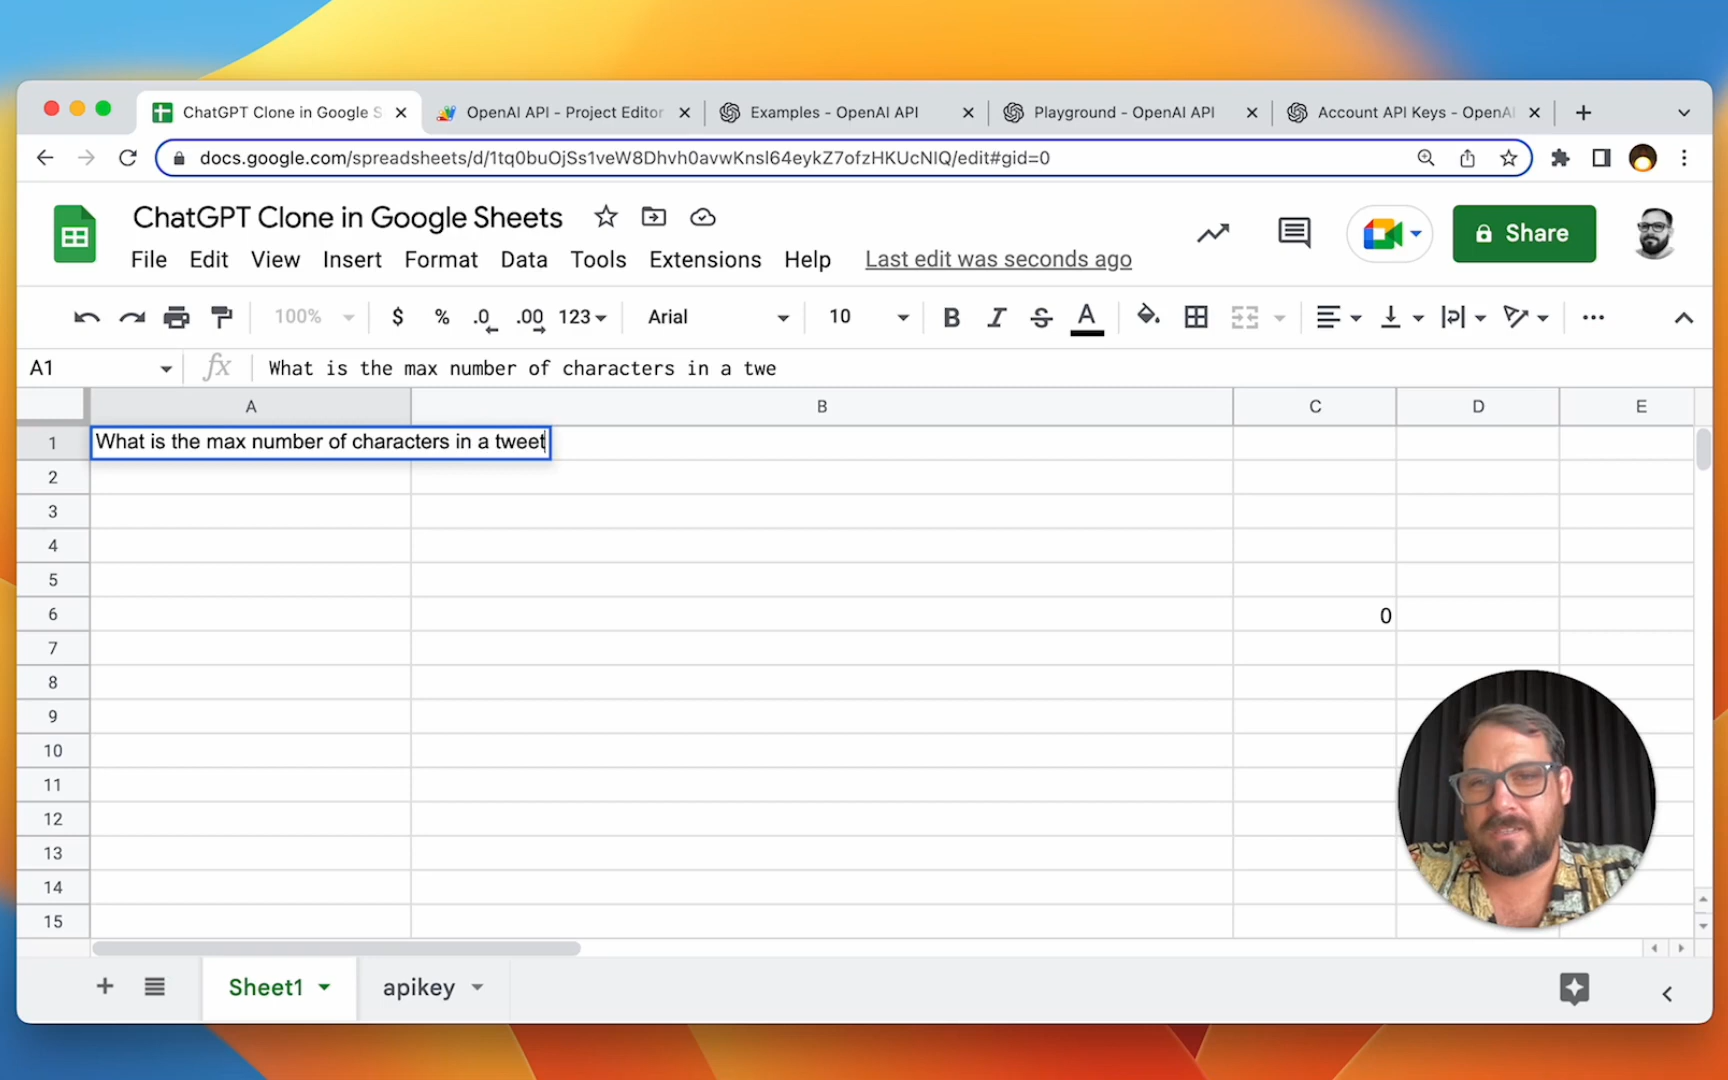 ChatGPT Clone in Google S
OpenAI API - Project Editor
Examples - OpenAI API
Playground - OpenAI API
Account API Keys - OpenAI
docs.google.com/spreadsheets/d/1tq0buOjSs1veW8Dhvh0avwKnsl64eykZ7ofzHKUcNIQ/edit#gid=0
ChatGPT Clone in Google Sheets
File Edit View Insert Format Data Tools Extensions Help Last edit was seconds ago
Share
100% $ % .0 .00 123 Arial 10 B I S A
A1 fx What is the max number of characters in a twe
A B C D E
1 What is the max number of characters in a tweet
2
3
4
5
6 0
7
8
9
10
11
12
13
14
15
Sheet1 apikey